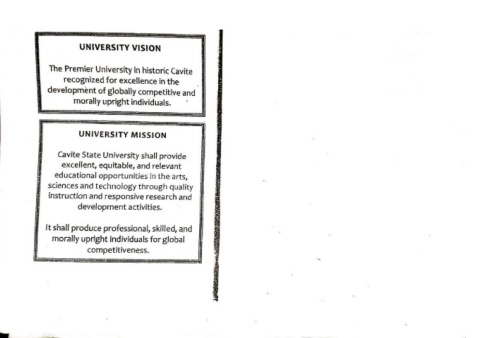 UNIVERSITY VISION
The Premier University in historic Cavite
recognized for excellence in the
development of globally competitive and
morally upright individuals.
UNIVERSITY MISSION
Cavite State University shall provide
excellent, equitable, and relevant
educational opportunities in the arts,
sciences and technology through quality
instruction and responsive research and
development activities.
It shall produce professional, skilled, and
morally upright individuals for global
competitiveness.